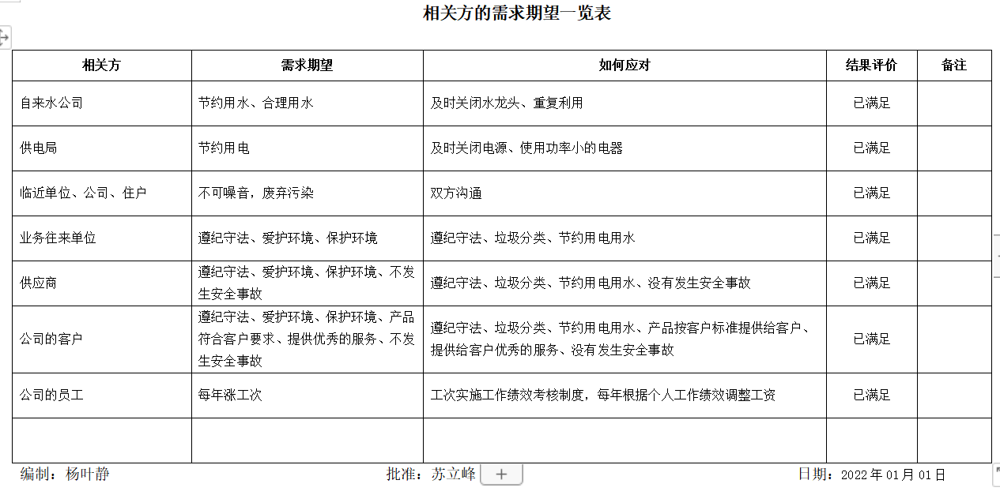 相关方的需求期望一览表
相关方 需求期望 如何应对 结果评价 备注
自来水公司 节约用水、合理用水 及时关闭水龙头、重复利用 已满足
供电局 节约用电 及时关闭电源、使用功率小的电器 已满足
临近单位、公司、住户 不可噪音，废弃污染 双方沟通 已满足
业务往来单位 遵纪守法、爱护环境、保护环境 遵纪守法、垃圾分类、节约用电用水 已满足
供应商 遵纪守法、爱护环境、保护环境、不发
生安全事故 遵纪守法、垃圾分类、节约用电用水、没有发生安全事故 已满足
公司的客户 遵纪守法、爱护环境、保护环境、产品
符合客户要求、提供优秀的服务、不发
生安全事故 遵纪守法、垃圾分类、节约用电用水、产品按客户标准提供给客户、
提供给客户优秀的服务、没有发生安全事故 已满足
公司的员工 每年涨工次 工次实施工作绩效考核制度，每年根据个人工作绩效调整工资 已满足
编制：杨叶静 批准：苏立峰 日期：2022年01月01日